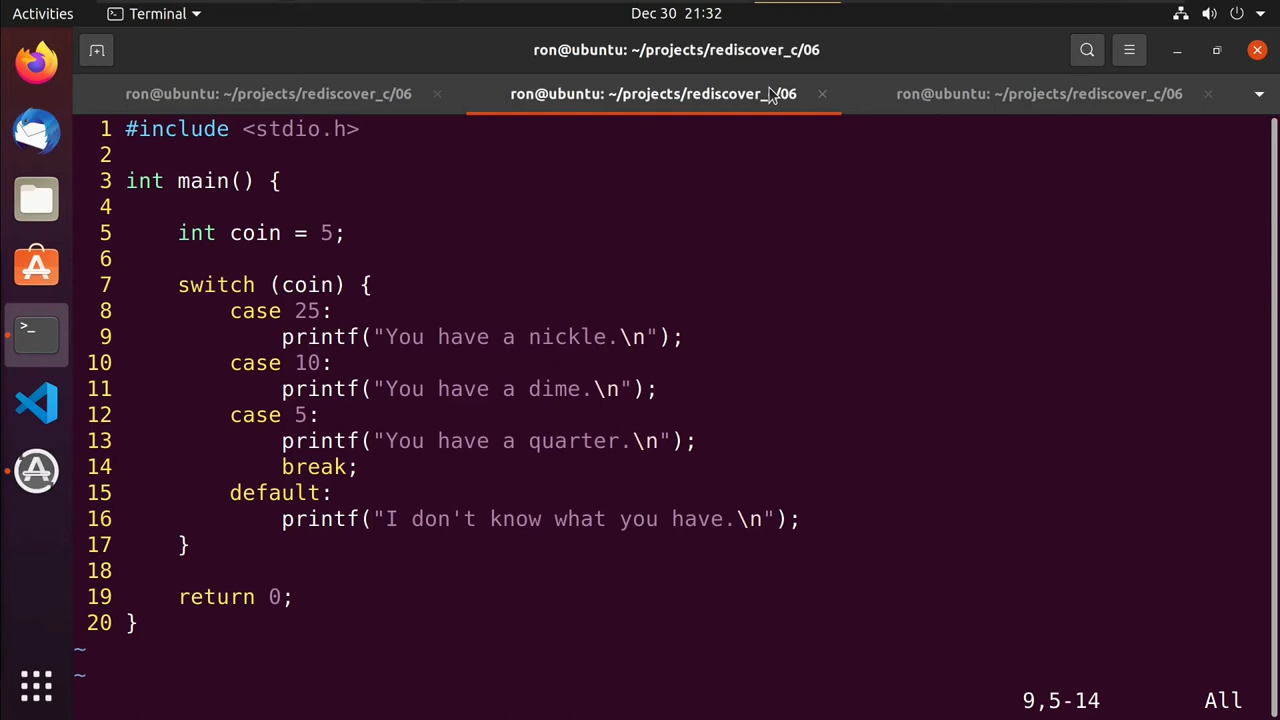 Activities Terminal Dec 30 21:32
ron@ubuntu: ~/projects/rediscover_c/06
ron@ubuntu: ~/projects/rediscover_c/06 ron@ubuntu: ~/projects/rediscover_c/06 ron@ubuntu: ~/projects/rediscover_c/06
1 #include <stdio.h>
2
3 int main() {
4
5     int coin = 5;
6
7     switch (coin) {
8         case 25:
9             printf("You have a nickle.\n");
10         case 10:
11             printf("You have a dime.\n");
12         case 5:
13             printf("You have a quarter.\n");
14             break;
15         default:
16             printf("I don't know what you have.\n");
17     }
18
19     return 0;
20 }
~
~
9,5-14 All